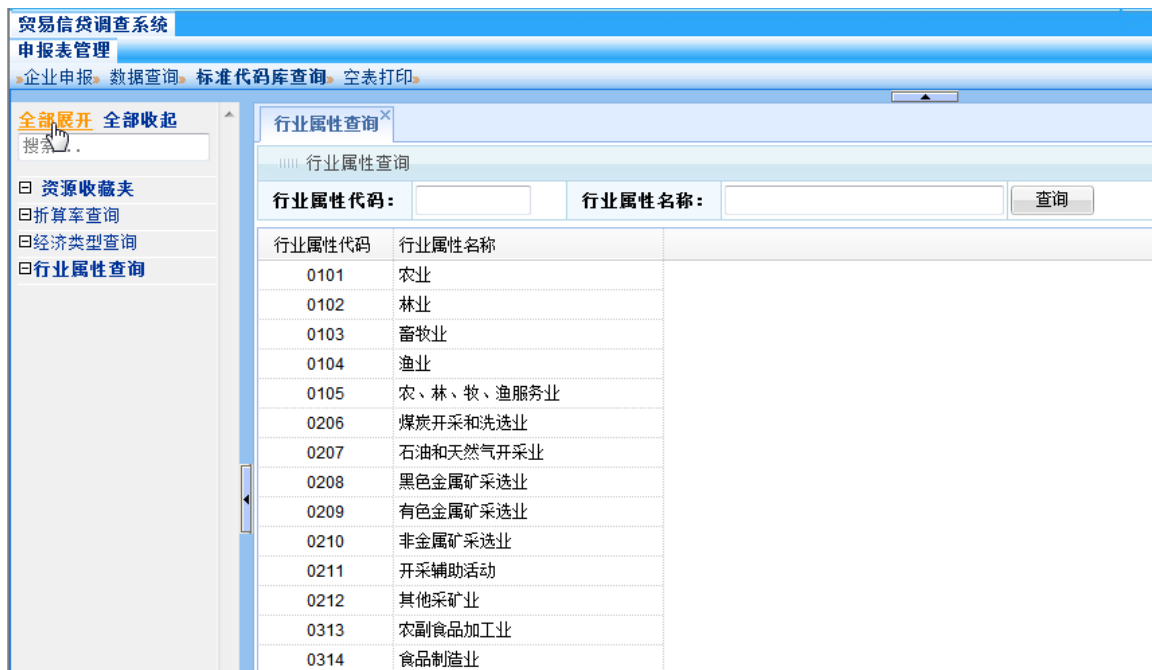 贸易信贷调查系统
申报表管理
»企业申报» 数据查询» 标准代码库查询» 空表打印»
全部展开 全部收起
搜索...
资源收藏夹
折算率查询
经济类型查询
行业属性查询
行业属性查询
行业属性查询
行业属性代码： 行业属性名称： 查询
行业属性代码 行业属性名称
0101 农业
0102 林业
0103 畜牧业
0104 渔业
0105 农、林、牧、渔服务业
0206 煤炭开采和洗选业
0207 石油和天然气开采业
0208 黑色金属矿采选业
0209 有色金属矿采选业
0210 非金属矿采选业
0211 开采辅助活动
0212 其他采矿业
0313 农副食品加工业
0314 食品制造业